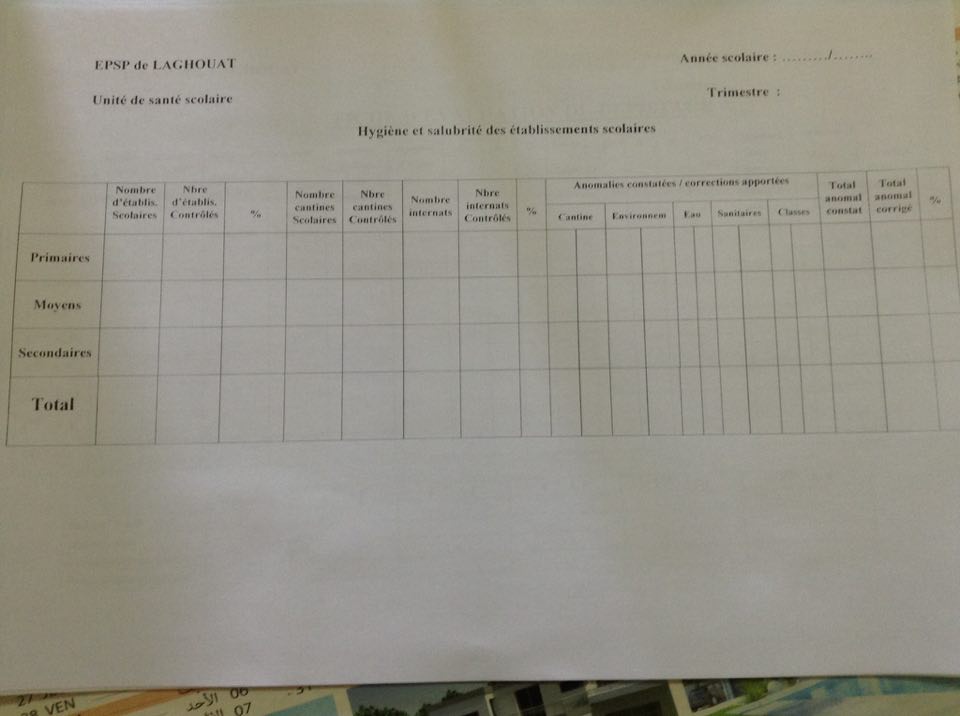 EPSP de LAGHOUAT
Année scolaire : ........./........
Unité de santé scolaire
Trimestre :
Hygiène et salubrité des établissements scolaires
Nombre d'établis. Scolaires
Nbre d'établis. Contrôlés
%
Nombre cantines Scolaires
Nbre cantines Contrôlés
Nombre internats
Nbre internats Contrôlés
%
Anomalies constatées / corrections apportées
Cantine
Environnem
Eau
Sanitaires
Classes
Total anomal constat
Total anomal corrigé
%
Primaires
Moyens
Secondaires
Total
VEN
الأحد 06
07